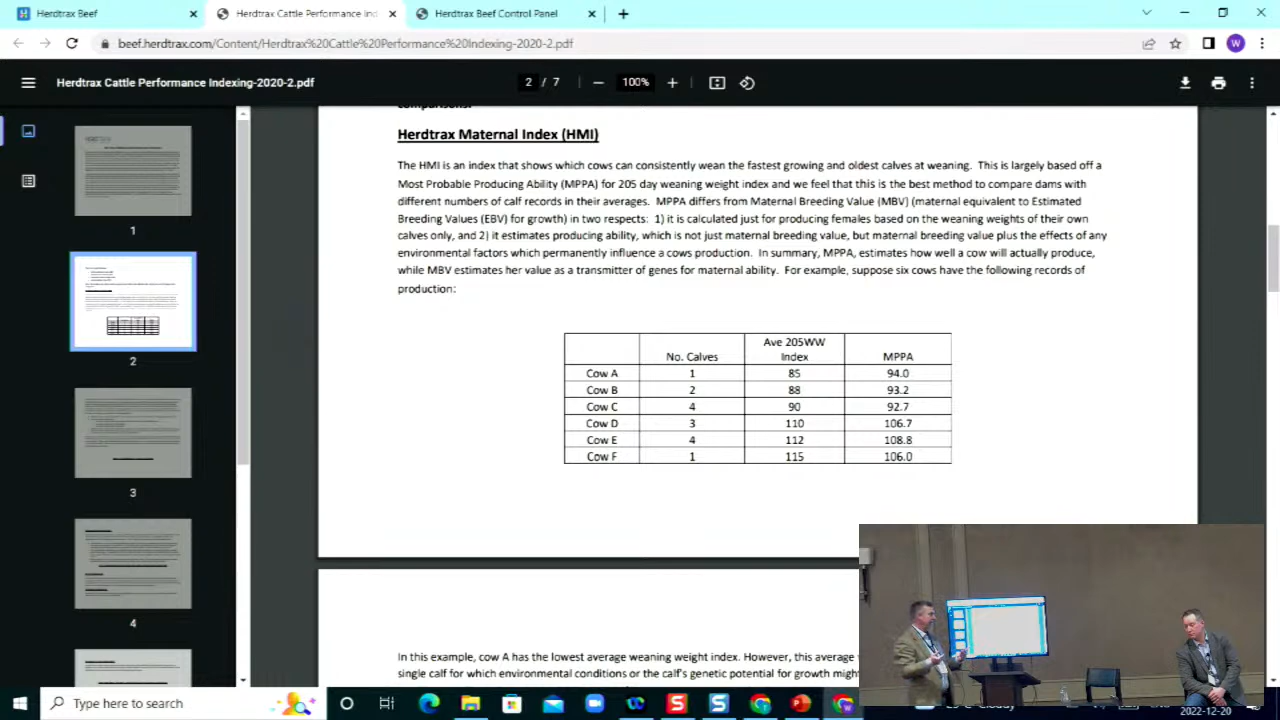 Herdtrax Beef
Herdtrax Cattle Performance Ind
Herdtrax Beef Control Panel
beef.herdtrax.com/Content/Herdtrax%20Cattle%20Performance%20Indexing-2020-2.pdf
W
Herdtrax Cattle Performance Indexing-2020-2.pdf
2 / 7
100%
1
2
3
4
comparisons.
Herdtrax Maternal Index (HMI)
The HMI is an index that shows which cows can consistently wean the fastest growing and oldest calves at weaning. This is largely based off a
Most Probable Producing Ability (MPPA) for 205 day weaning weight index and we feel that this is the best method to compare dams with
different numbers of calf records in their averages. MPPA differs from Maternal Breeding Value (MBV) (maternal equivalent to Estimated
Breeding Values (EBV) for growth) in two respects: 1) it is calculated just for producing females based on the weaning weights of their own
calves only, and 2) it estimates producing ability, which is not just maternal breeding value, but maternal breeding value plus the effects of any
environmental factors which permanently influence a cows production. In summary, MPPA, estimates how well a cow will actually produce,
while MBV estimates her value as a transmitter of genes for maternal ability. For example, suppose six cows have the following records of
production:
No. Calves Ave 205WW Index MPPA
Cow A 1 85 94.0
Cow B 2 88 93.2
Cow C 4 90 92.7
Cow D 3 110 106.7
Cow E 4 112 108.8
Cow F 1 115 106.0
In this example, cow A has the lowest average weaning weight index. However, this average
single calf for which environmental conditions or the calf's genetic potential for growth might
Type here to search
2022-12-20